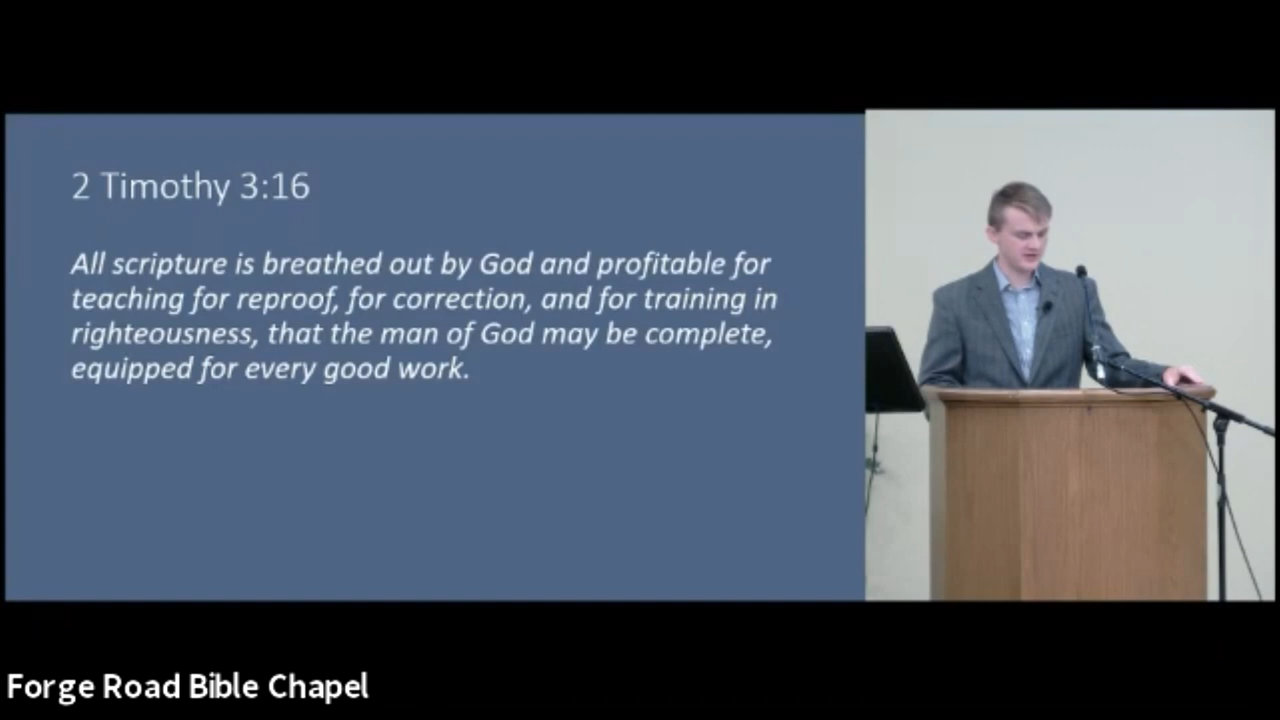 2 Timothy 3:16
All scripture is breathed out by God and profitable for
teaching for reproof, for correction, and for training in
righteousness, that the man of God may be complete,
equipped for every good work.
Forge Road Bible Chapel